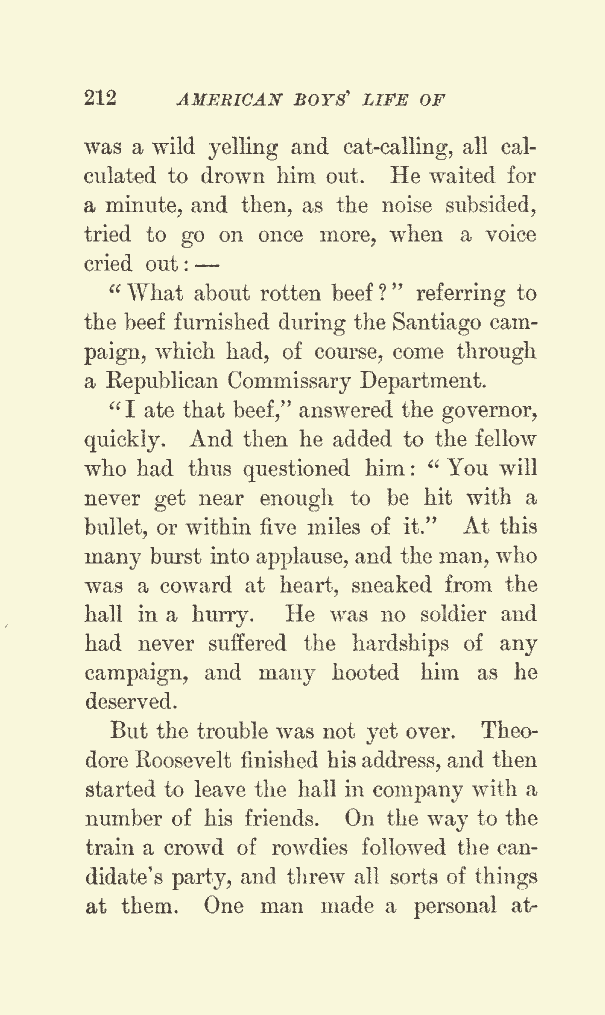 212 AMERICAN BOYS' LIFE OF
was a wild yelling and cat-calling, all cal-
culated to drown him out. He waited for
a minute, and then, as the noise subsided,
tried to go on once more, when a voice
cried out: —
"What about rotten beef?" referring to
the beef furnished during the Santiago cam-
paign, which had, of course, come through
a Republican Commissary Department.
"I ate that beef," answered the governor,
quickly. And then he added to the fellow
who had thus questioned him: "You will
never get near enough to be hit with a
bullet, or within five miles of it." At this
many burst into applause, and the man, who
was a coward at heart, sneaked from the
hall in a hurry. He was no soldier and
had never suffered the hardships of any
campaign, and many hooted him as he
deserved.
But the trouble was not yet over. Theo-
dore Roosevelt finished his address, and then
started to leave the hall in company with a
number of his friends. On the way to the
train a crowd of rowdies followed the can-
didate's party, and threw all sorts of things
at them. One man made a personal at-